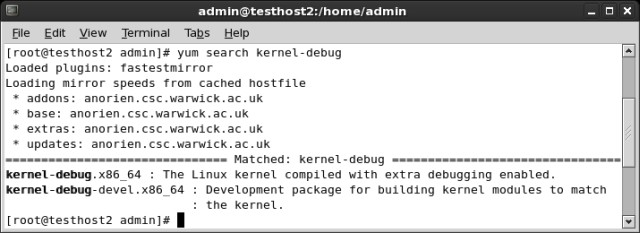 admin@testhost2:/home/admin
File Edit View Terminal Tabs Help
[root@testhost2 admin]# yum search kernel-debug
Loaded plugins: fastestmirror
Loading mirror speeds from cached hostfile
 * addons: anorien.csc.warwick.ac.uk
 * base: anorien.csc.warwick.ac.uk
 * extras: anorien.csc.warwick.ac.uk
 * updates: anorien.csc.warwick.ac.uk
=============================== Matched: kernel-debug ================================
kernel-debug.x86_64 : The Linux kernel compiled with extra debugging enabled.
kernel-debug-devel.x86_64 : Development package for building kernel modules to match
                          : the kernel.
[root@testhost2 admin]#